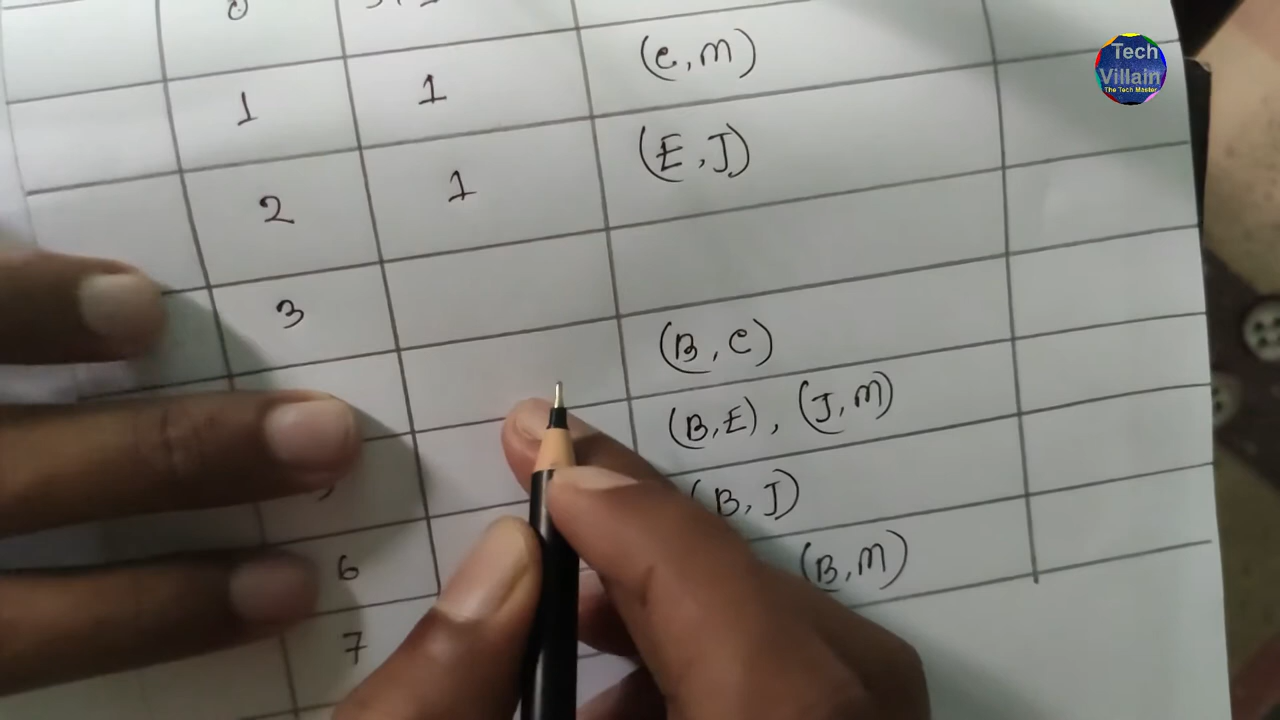 Tech
Villain
The Tech Master
1 1 (C, M)
2 1 (E, J)
3
(B, C)
(B, E), (J, M)
(B, J)
6 (B, M)
7